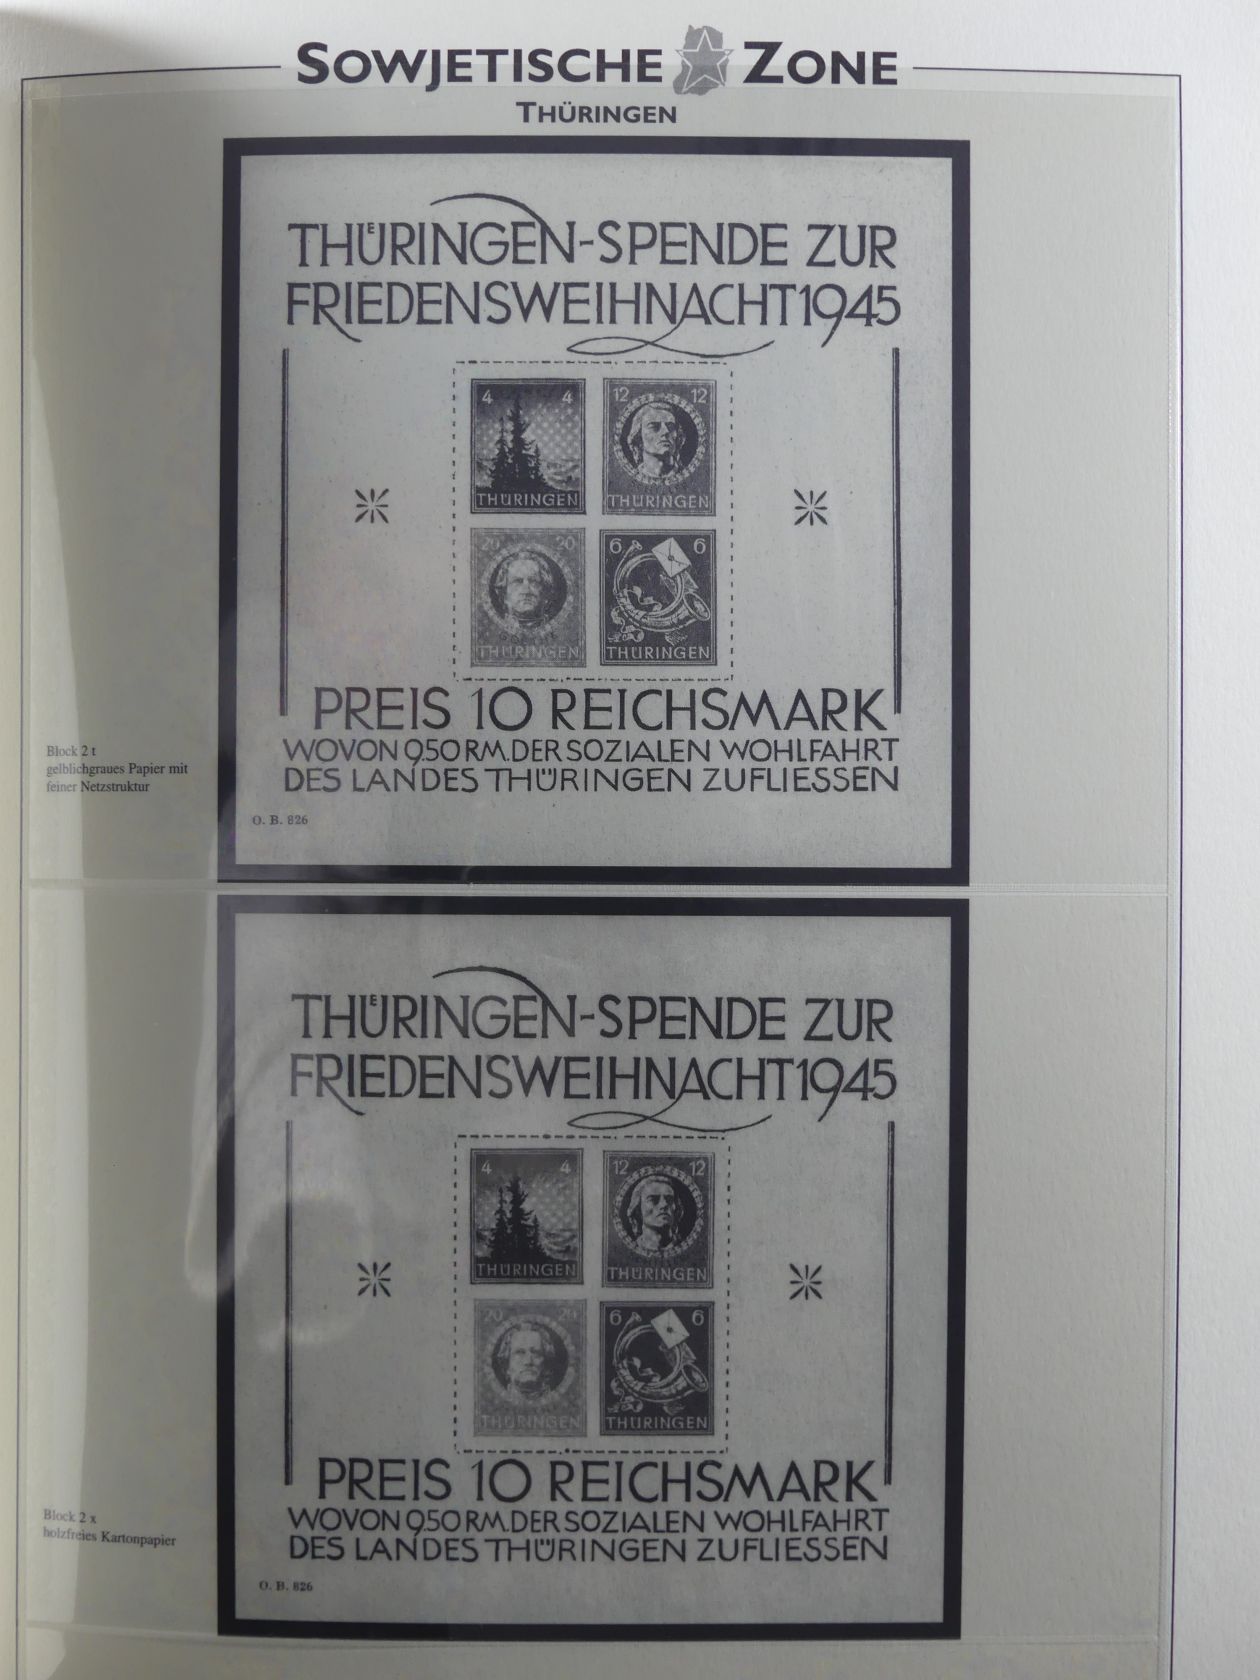 SOWJETISCHE ZONE
THÜRINGEN
THÜRINGEN-SPENDE ZUR
FRIEDENSWEIHNACHT 1945
4 4
THÜRINGEN
12 12
THÜRINGEN
20 20
GOETHE
THÜRINGEN
6 6
THÜRINGEN
PREIS 10 REICHSMARK
WOVON 9.50 RM. DER SOZIALEN WOHLFAHRT
DES LANDES THÜRINGEN ZUFLIESSEN
O. B. 826
Block 2 t
gelblichgraues Papier mit
feiner Netzstruktur
THÜRINGEN-SPENDE ZUR
FRIEDENSWEIHNACHT 1945
4 4
THÜRINGEN
12 12
THÜRINGEN
20 20
THÜRINGEN
6 6
THÜRINGEN
PREIS 10 REICHSMARK
WOVON 9.50 RM. DER SOZIALEN WOHLFAHRT
DES LANDES THÜRINGEN ZUFLIESSEN
O. B. 826
Block 2 x
holzfreies Kartonpapier